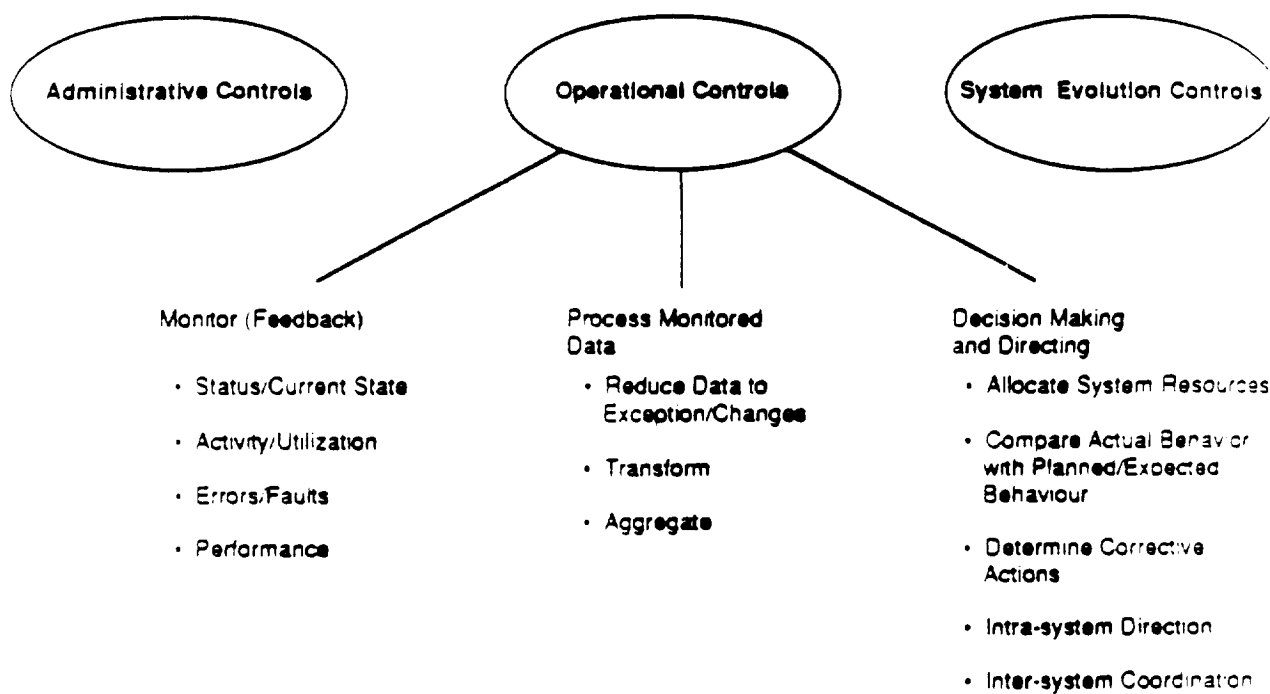 Administrative Controls
Operational Controls
System Evolution Controls
Monitor (Feedback)
• Status/Current State
• Activity/Utilization
• Errors/Faults
• Performance
Process Monitored
Data
• Reduce Data to
Exception/Changes
• Transform
• Aggregate
Decision Making
and Directing
• Allocate System Resources
• Compare Actual Behavior
with Planned/Expected
Behaviour
• Determine Corrective
Actions
• Intra-system Direction
• Inter-system Coordination